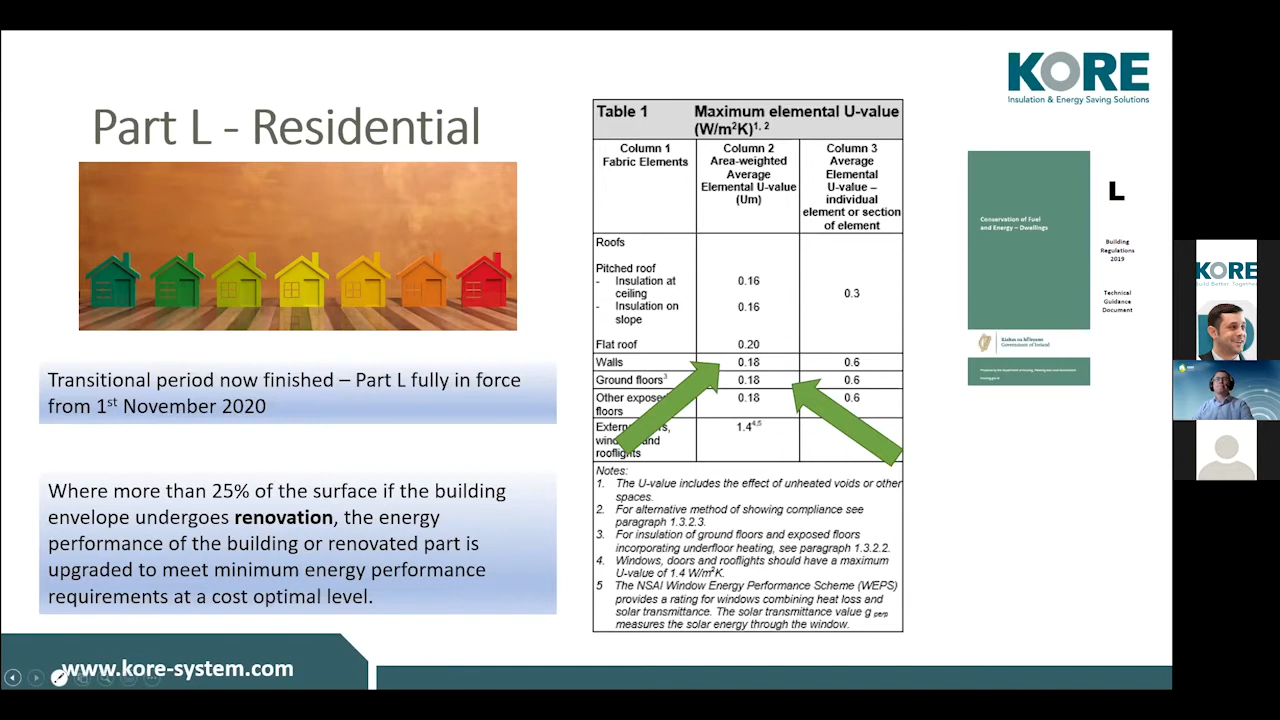 KORE
Insulation & Energy Saving Solutions
Part L - Residential
Transitional period now finished – Part L fully in force
from 1st November 2020
Where more than 25% of the surface if the building
envelope undergoes renovation, the energy
performance of the building or renovated part is
upgraded to meet minimum energy performance
requirements at a cost optimal level.
www.kore-system.com
Table 1 Maximum elemental U-value
(W/m²K)1, 2
Column 1 Fabric Elements
Column 2 Area-weighted Average Elemental U-value (Um)
Column 3 Average Elemental U-value – individual element or section of element
Roofs
Pitched roof
- Insulation at ceiling 0.16
0.3
- Insulation on slope 0.16
Flat roof 0.20
Walls 0.18 0.6
Ground floors3 0.18 0.6
Other exposed floors 0.18 0.6
rooflights 1.44,5
Notes:
1. The U-value includes the effect of unheated voids or other
spaces.
2. For alternative method of showing compliance see
paragraph 1.3.2.3.
3. For insulation of ground floors and exposed floors
incorporating underfloor heating, see paragraph 1.3.2.2.
4. Windows, doors and rooflights should have a maximum
U-value of 1.4 W/m²K.
5 The NSAI Window Energy Performance Scheme (WEPS)
provides a rating for windows combining heat loss and
solar transmittance. The solar transmittance value g perp
measures the solar energy through the window.
Conservation of Fuel
and Energy – Dwellings
L
Building
Regulations
2019
Technical
Guidance
Document
Rialtas na hÉireann
Government of Ireland
KORE
Build Better. Together